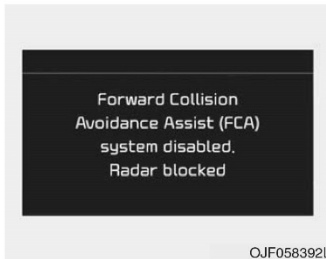 Forward Collision
Avoidance Assist (FCA)
system disabled.
Radar blocked
OJF058392L